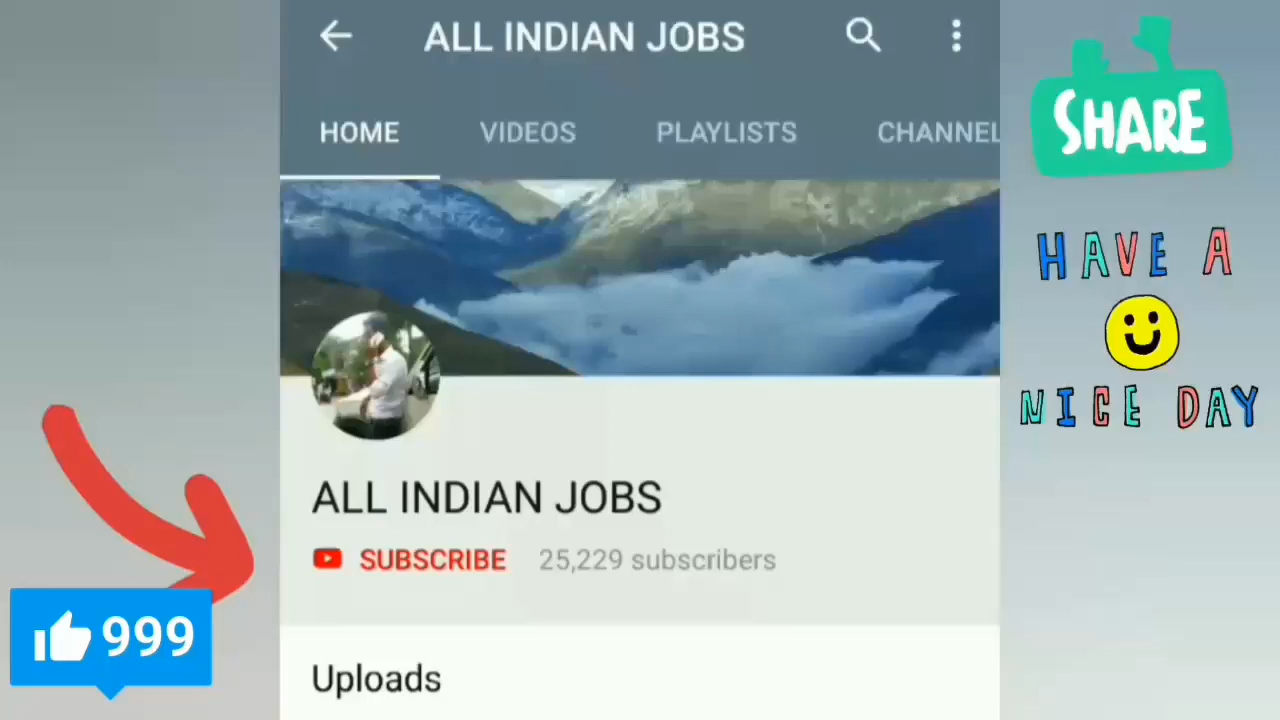 ALL INDIAN JOBS
HOME VIDEOS PLAYLISTS CHANNEL
SHARE
HAVE A
NICE DAY
ALL INDIAN JOBS
SUBSCRIBE 25,229 subscribers
999
Uploads